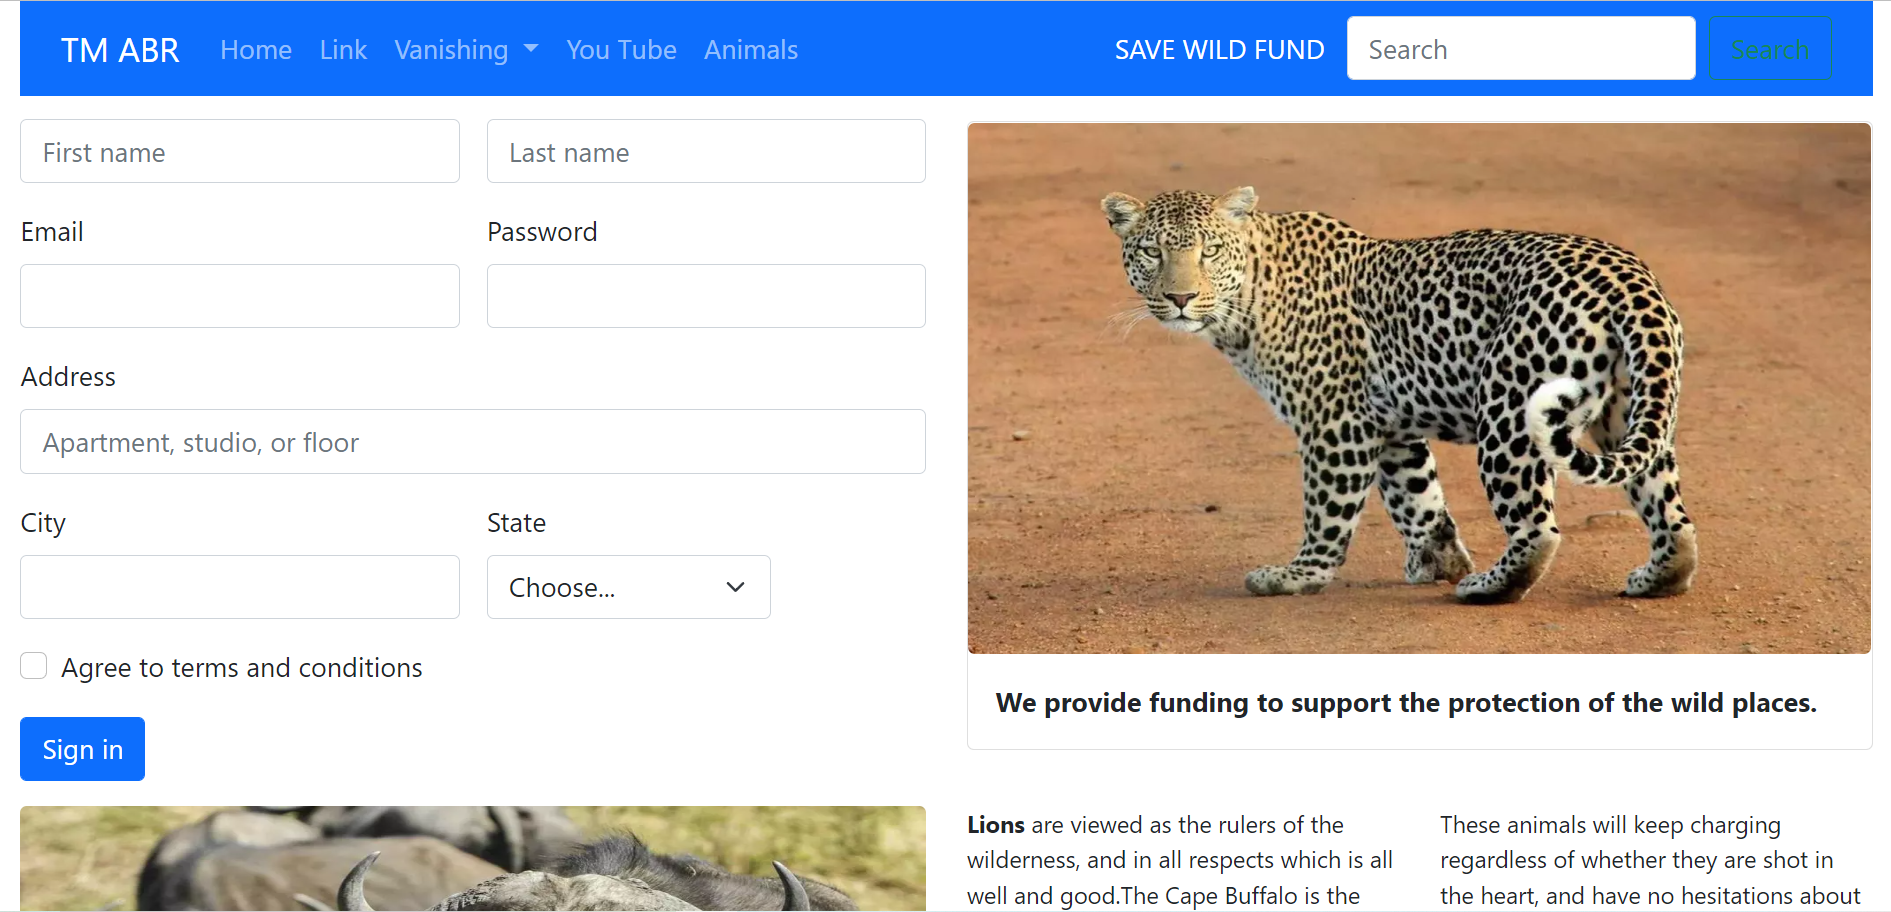 TM ABR Home Link Vanishing You Tube Animals SAVE WILD FUND Search Search
First name Last name
Email Password
Address
Apartment, studio, or floor
City State
Choose...
Agree to terms and conditions
Sign in
We provide funding to support the protection of the wild places.
Lions are viewed as the rulers of the
wilderness, and in all respects which is all
well and good.The Cape Buffalo is the
These animals will keep charging
regardless of whether they are shot in
the heart, and have no hesitations about